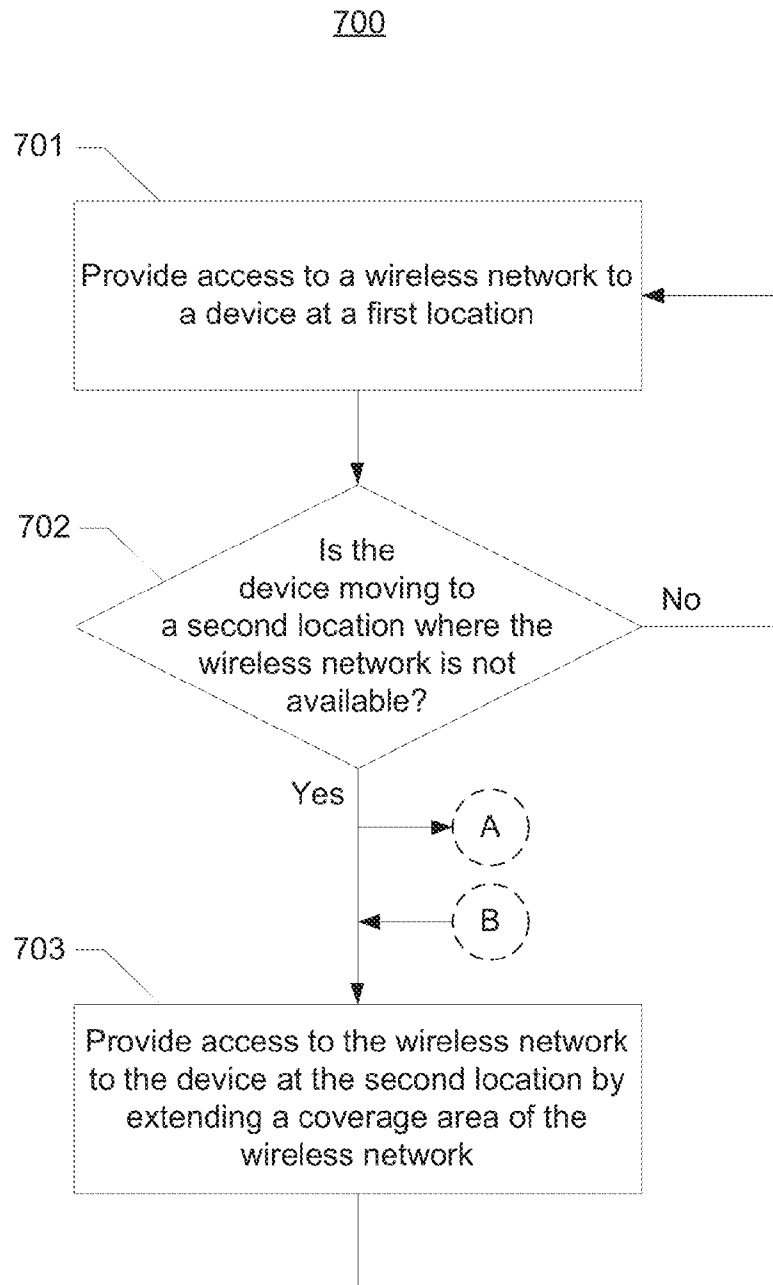 700
701
Provide access to a wireless network to
a device at a first location
702
Is the
device moving to
a second location where the
wireless network is not
available?
No
Yes
A
B
703
Provide access to the wireless network
to the device at the second location by
extending a coverage area of the
wireless network